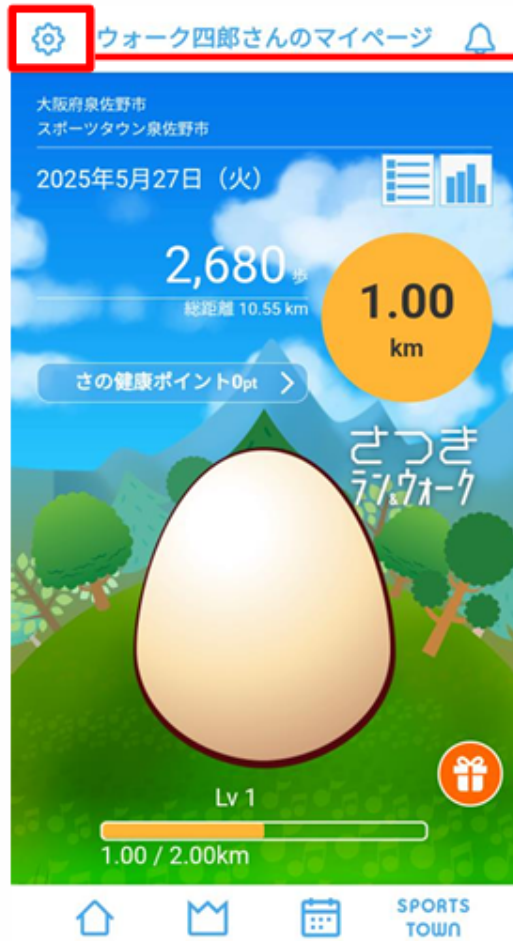 ウォーク四郎さんのマイページ
大阪府泉佐野市
スポーツタウン泉佐野市
2025年5月27日（火）
2,680歩
総距離 10.55 km
1.00
km
さの健康ポイント0pt
さつき
ラン&ウォーク
Lv 1
1.00 / 2.00km
SPORTS
TOWN